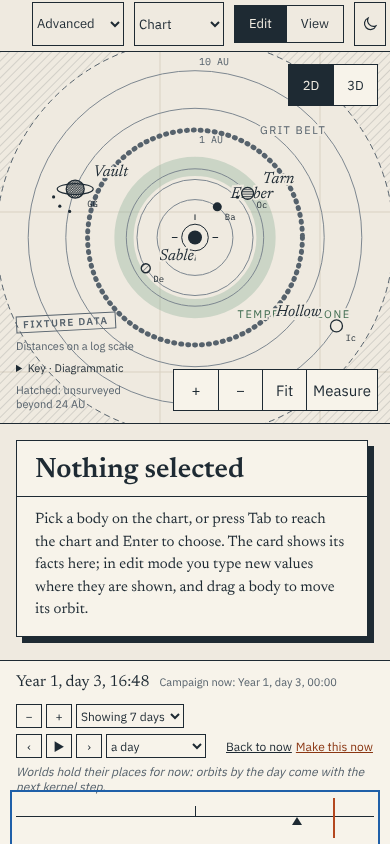 Advanced
Chart
Edit
View
2D
3D
10 AU
GRIT BELT
1 AU
Vault
Tarn
GG
Ember
Oc
Ba
Sable
De
TEMP
Hollow
ONE
Ic
FIXTURE DATA
Distances on a log scale
Key · Diagrammatic
Hatched: unsurveyed
beyond 24 AU
+
−
Fit
Measure
Nothing selected
Pick a body on the chart, or press Tab to reach
the chart and Enter to choose. The card shows its
facts here; in edit mode you type new values
where they are shown, and drag a body to move
its orbit.
Year 1, day 3, 16:48 Campaign now: Year 1, day 3, 00:00
− + Showing 7 days
‹ ▶ › a day Back to now Make this now
Worlds hold their places for now: orbits by the day come with the
next kernel step.